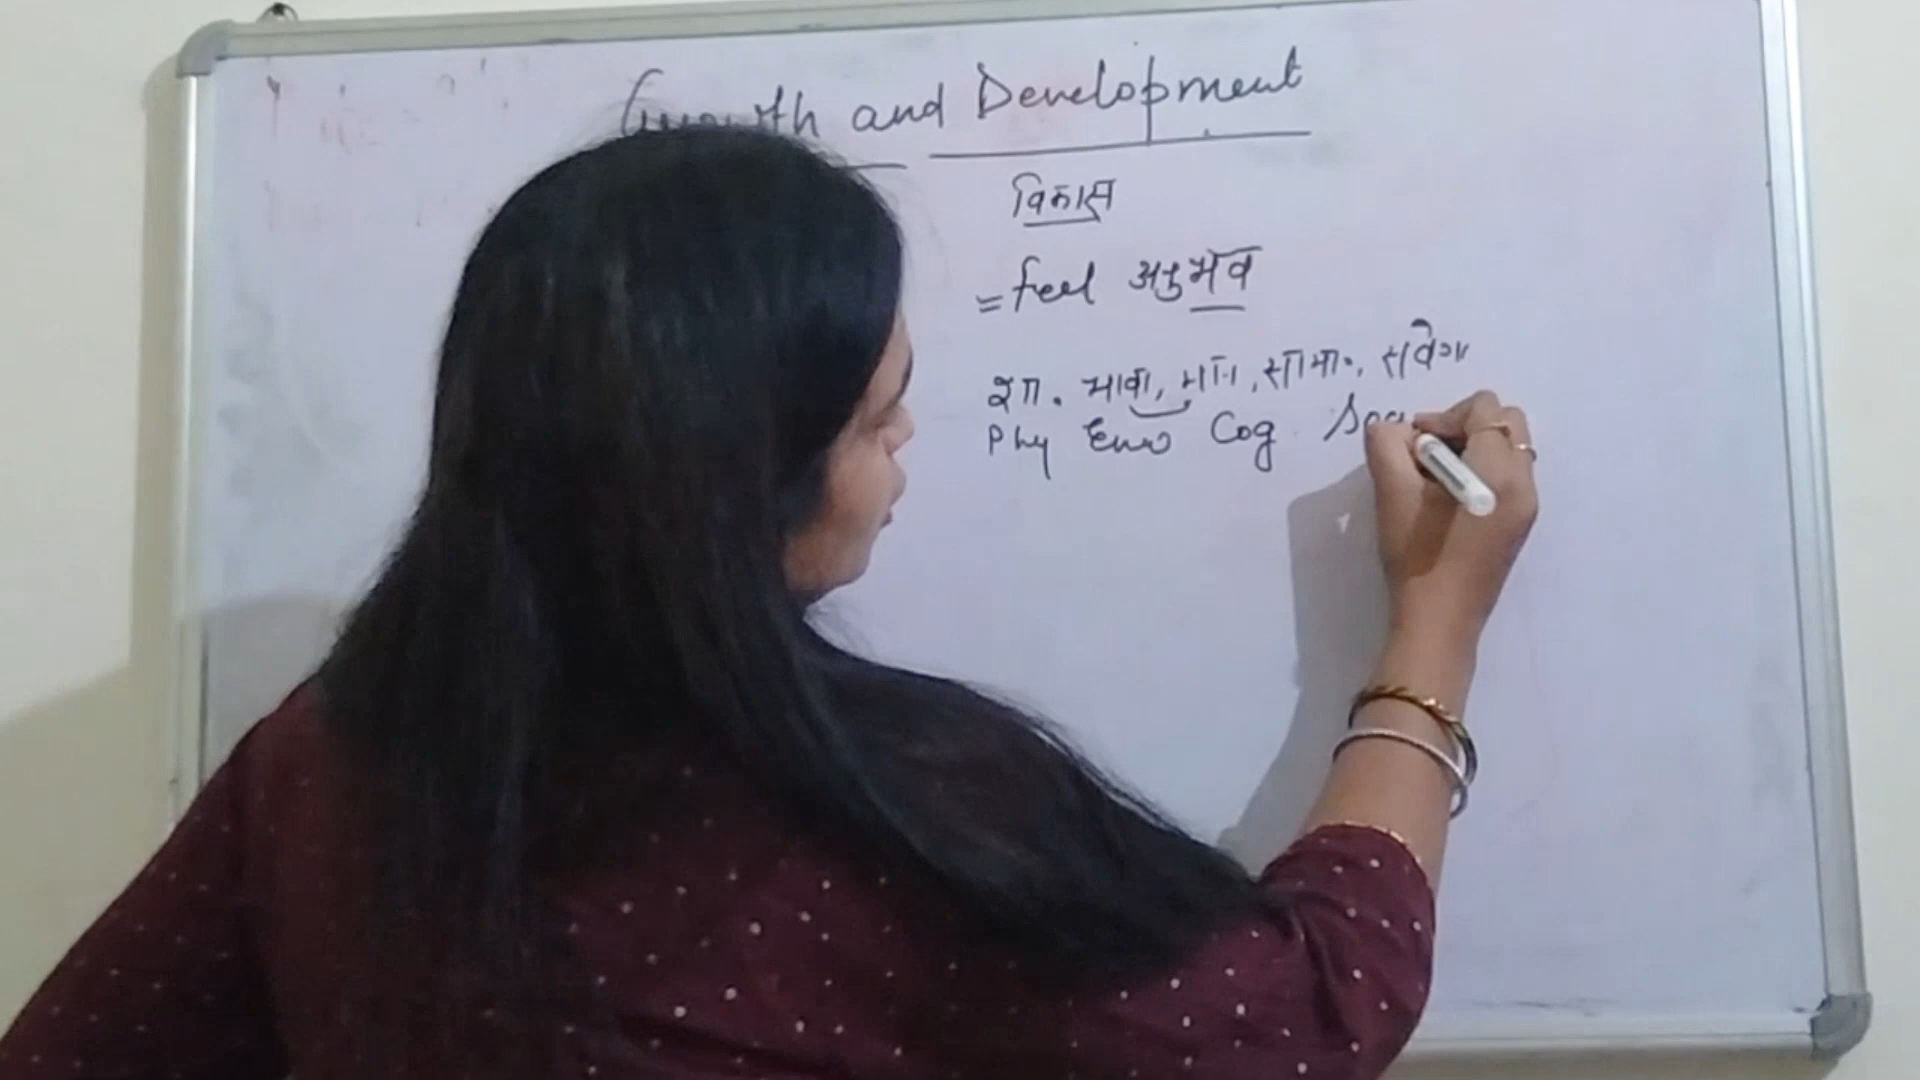 Growth and Development
विकास
= feel अनुभव
शा. भावा, मान, सामा., संवेगा
Phy Emo Cog Soc